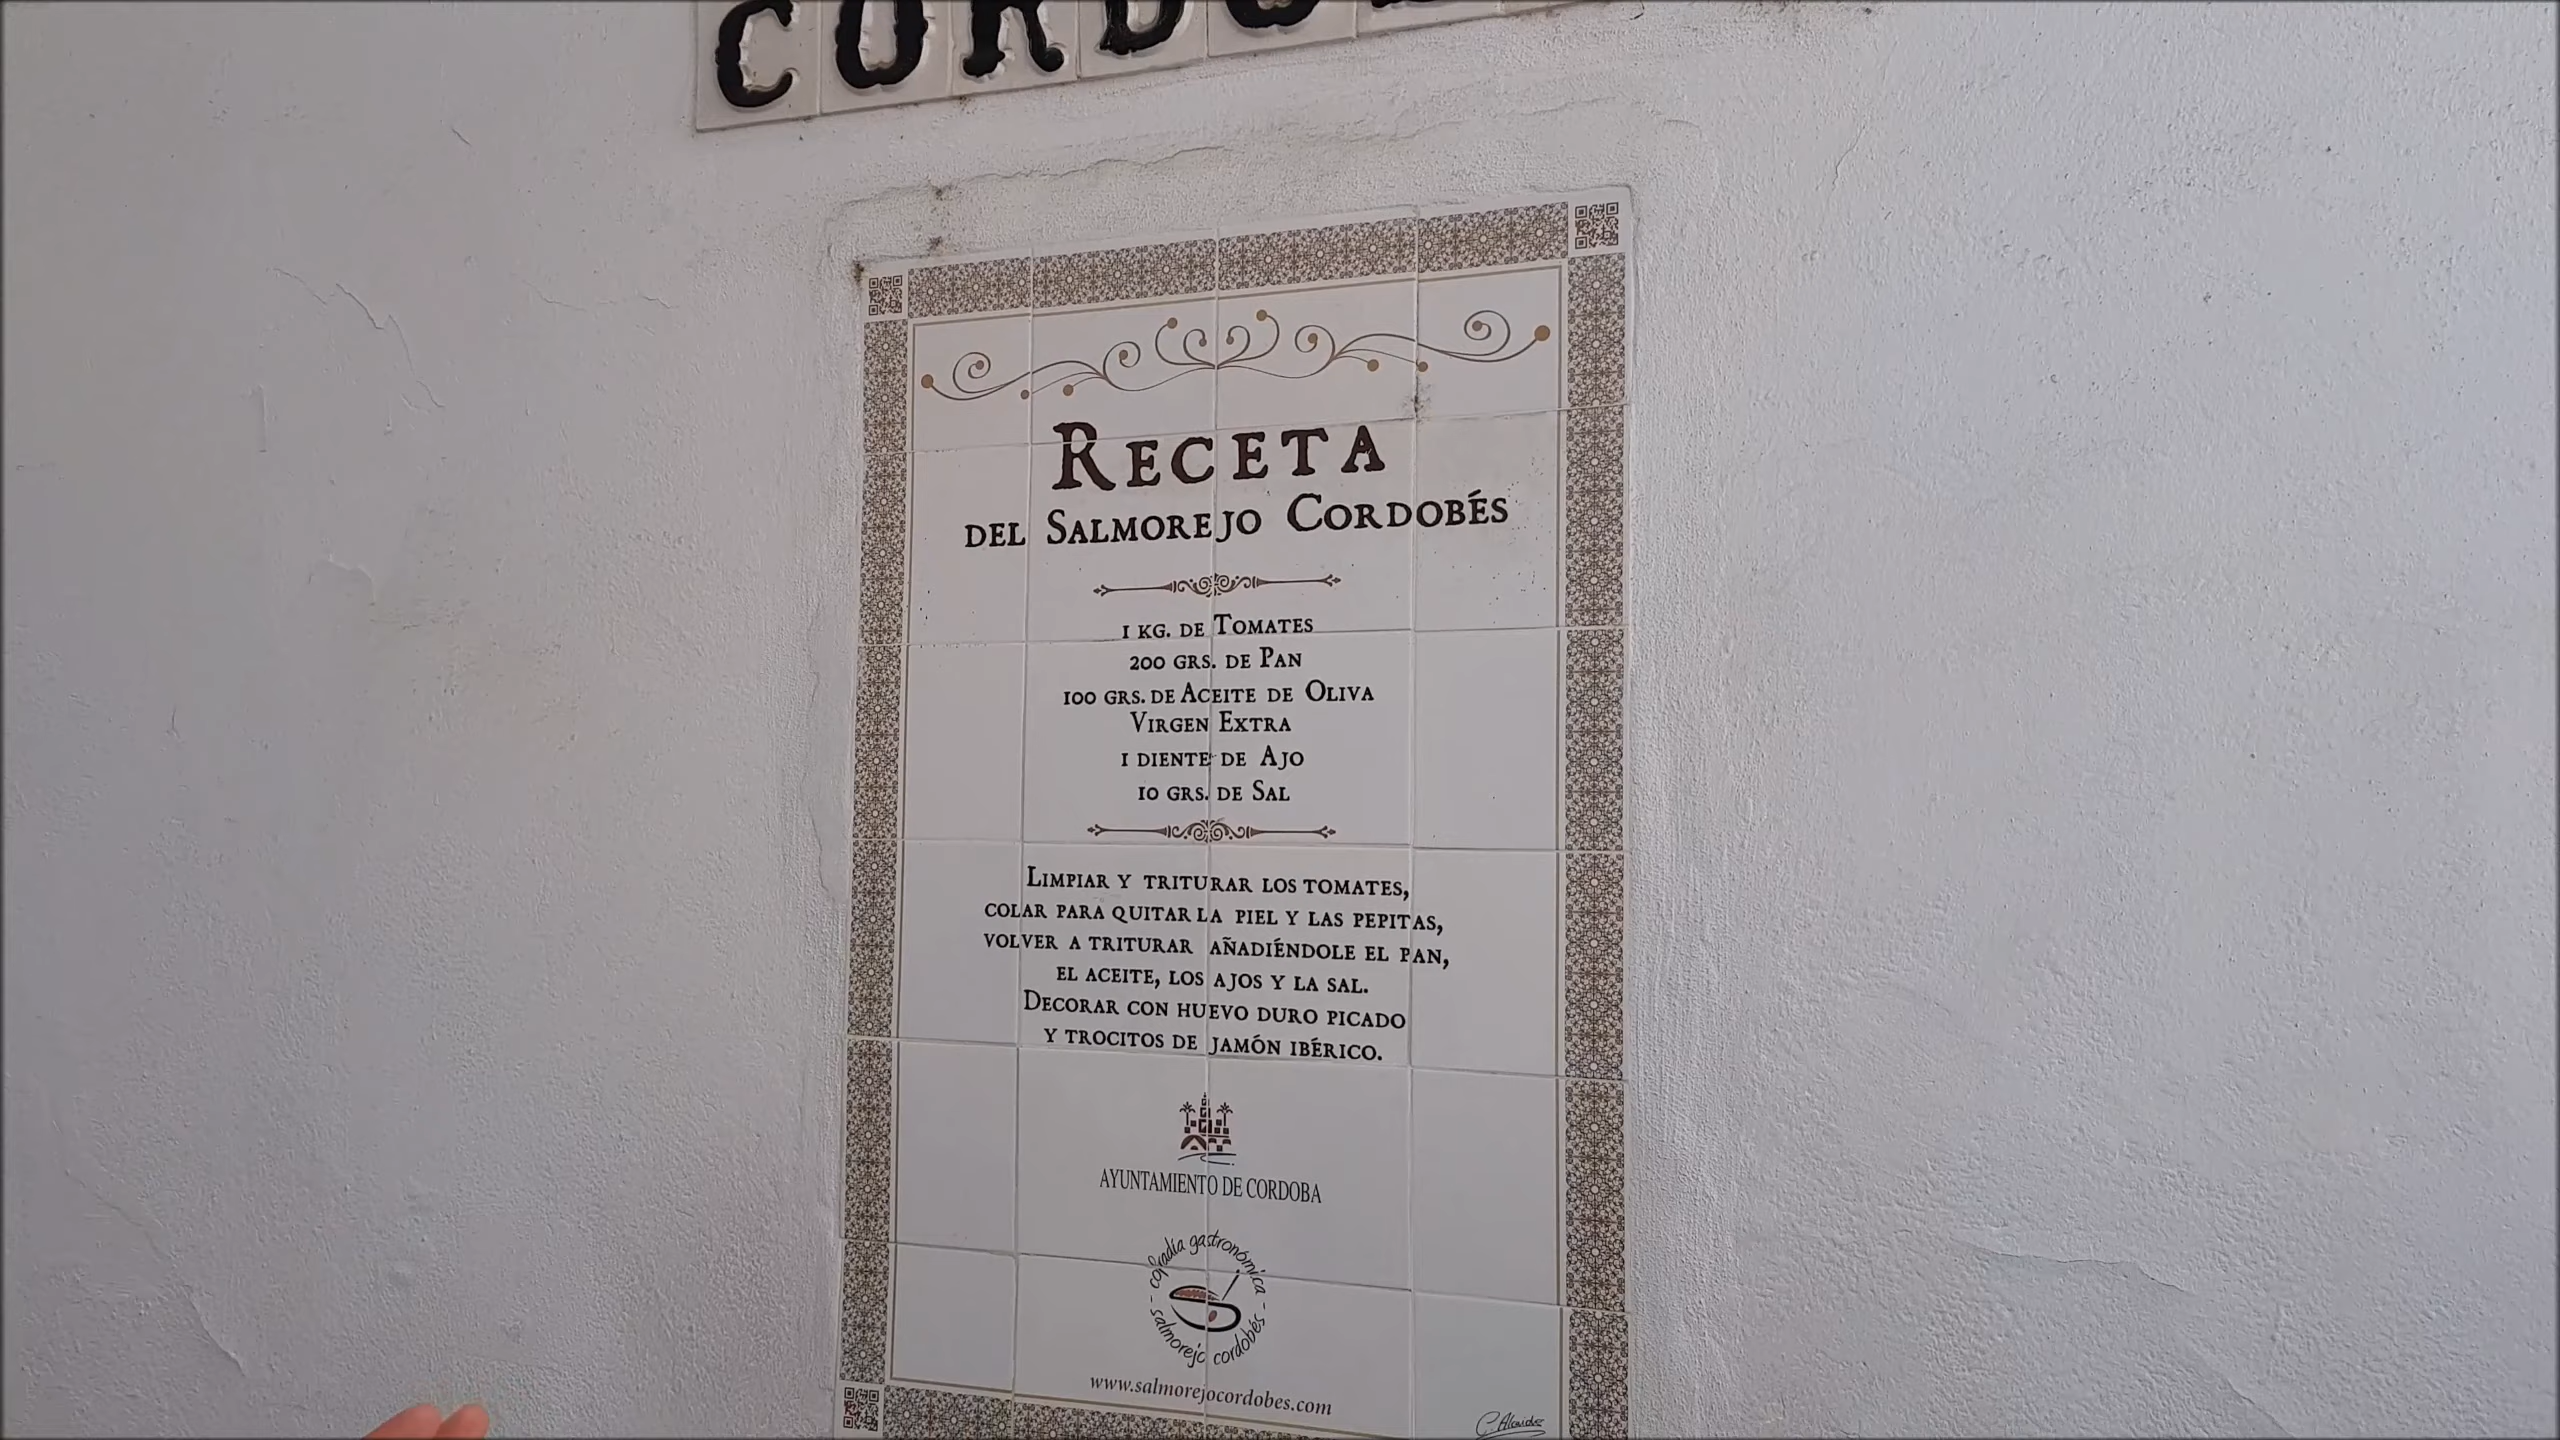 RECETA
DEL SALMOREJO CORDOBÉS
1 KG. DE TOMATES
200 GRS. DE PAN
100 GRS. DE ACEITE DE OLIVA
VIRGEN EXTRA
1 DIENTE DE AJO
10 GRS. DE SAL
LIMPIAR Y TRITURAR LOS TOMATES,
COLAR PARA QUITAR LA PIEL Y LAS PEPITAS,
VOLVER A TRITURAR AÑADIÉNDOLE EL PAN,
EL ACEITE, LOS AJOS Y LA SAL.
DECORAR CON HUEVO DURO PICADO
Y TROCITOS DE JAMÓN IBÉRICO.
AYUNTAMIENTO DE CORDOBA
cofradía gastronómica -
salmorejo cordobés -
www.salmorejocordobes.com